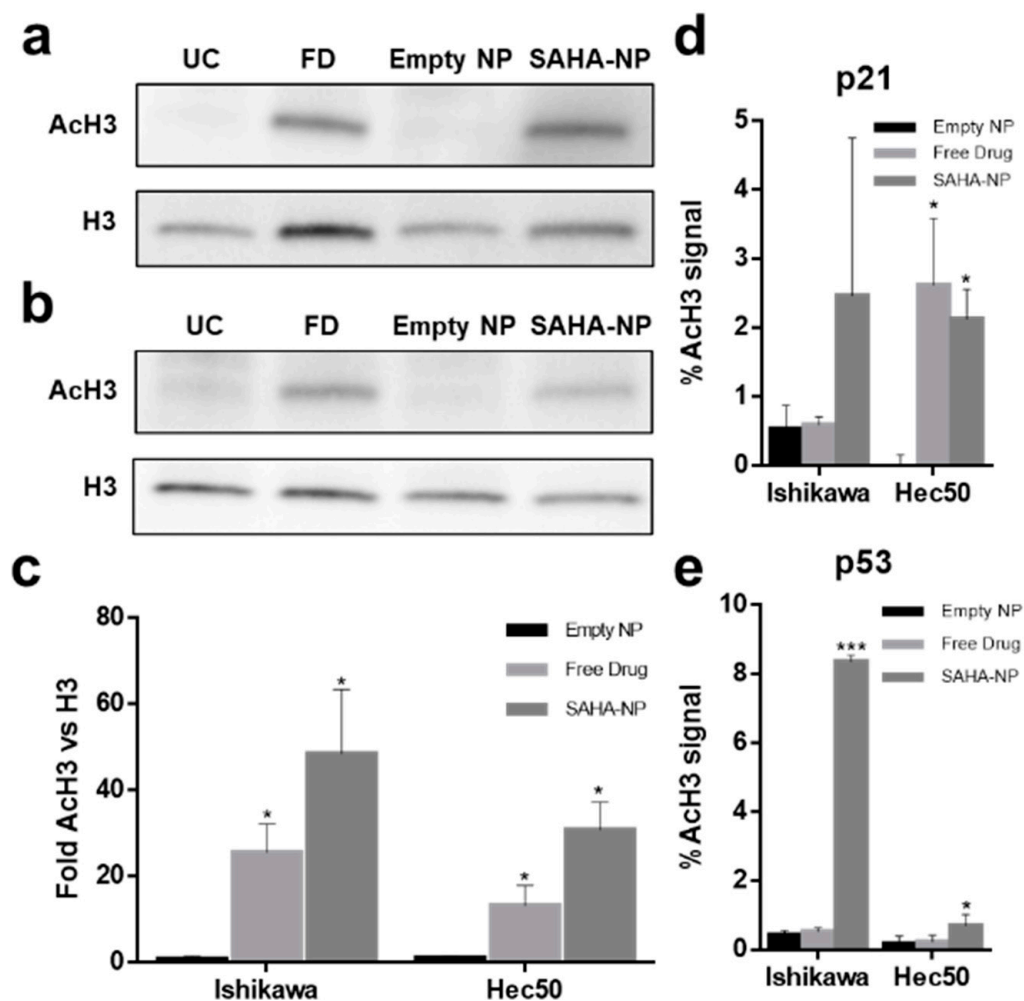 a
UC FD Empty NP SAHA-NP
AcH3
H3
b
UC FD Empty NP SAHA-NP
AcH3
H3
c
Fold AcH3 vs H3
80
60
40
20
0
Empty NP
Free Drug
SAHA-NP
*
*
*
*
Ishikawa Hec50
d
p21
% AcH3 signal
5
4
3
2
1
0
Empty NP
Free Drug
SAHA-NP
*
*
Ishikawa Hec50
e
p53
% AcH3 signal
10
8
6
4
2
0
Empty NP
Free Drug
SAHA-NP
***
*
Ishikawa Hec50